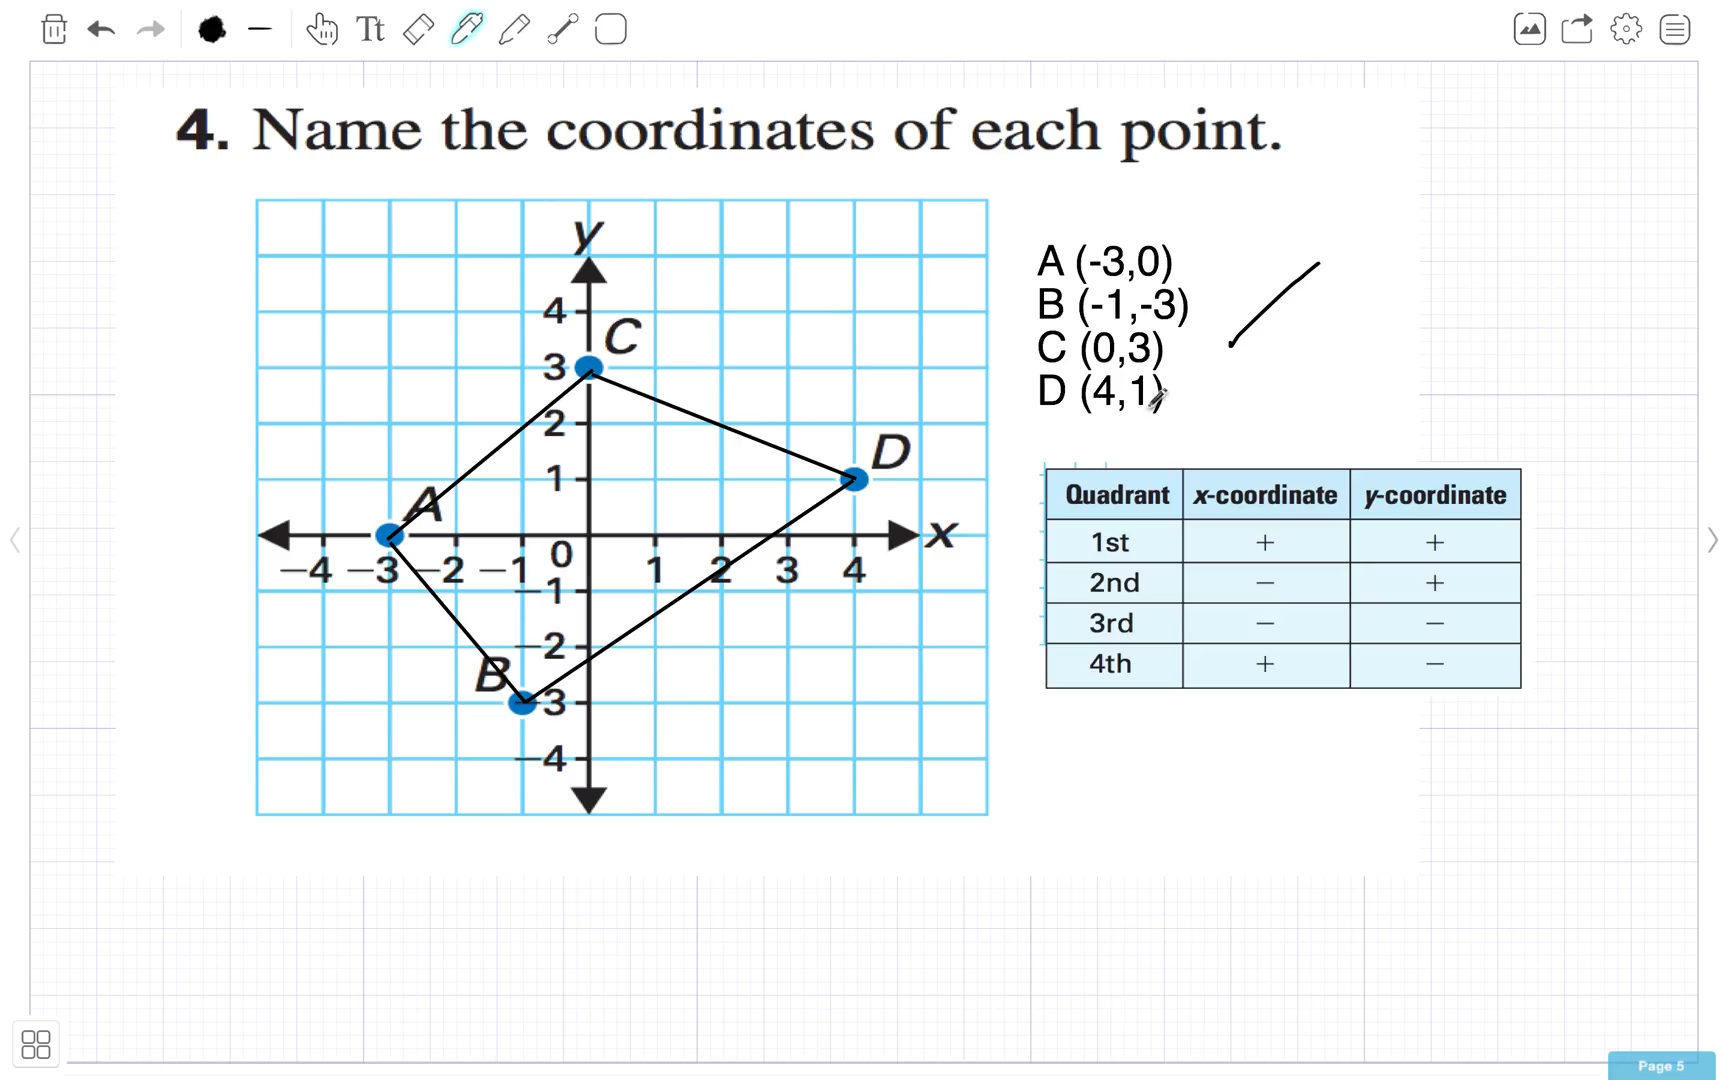 Tt
4. Name the coordinates of each point.
y
4
C
3
2
D
1
A
x
0
−4 −3 −2 −1 1 2 3 4
−1
−2
B
−3
−4
A (-3,0)
B (-1,-3)
C (0,3)
D (4,1)
Quadrant x-coordinate y-coordinate
1st + +
2nd − +
3rd − −
4th + −
Page 5